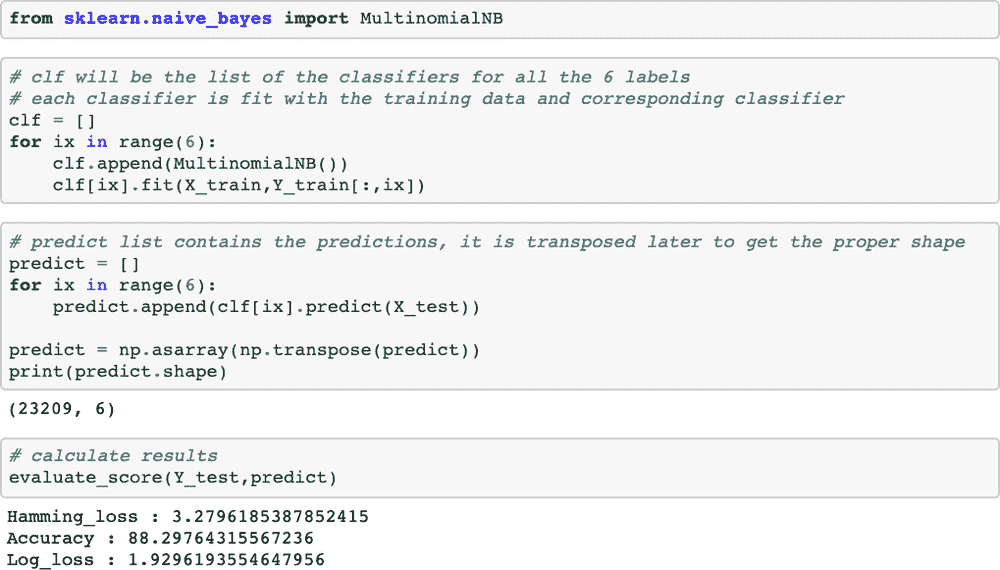 from sklearn.naive_bayes import MultinomialNB
# clf will be the list of the classifiers for all the 6 labels
# each classifier is fit with the training data and corresponding classifier
clf = []
for ix in range(6):
    clf.append(MultinomialNB())
    clf[ix].fit(X_train,Y_train[:,ix])
# predict list contains the predictions, it is transposed later to get the proper shape
predict = []
for ix in range(6):
    predict.append(clf[ix].predict(X_test))
predict = np.asarray(np.transpose(predict))
print(predict.shape)
(23209, 6)
# calculate results
evaluate_score(Y_test,predict)
Hamming_loss : 3.2796185387852415
Accuracy : 88.29764315567236
Log_loss : 1.9296193554647956